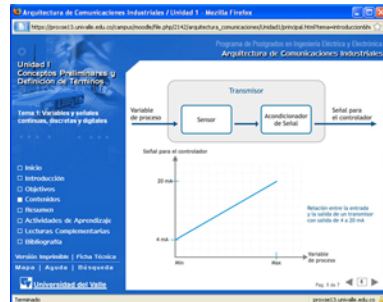 Arquitectura de Comunicaciones Industriales / Unidad 1 - Mozilla Firefox
Programa de Postgrados en Ingeniería Eléctrica y Electrónica
Arquitectura de Comunicaciones Industriales
Unidad I
Conceptos Preliminares y
Definición de Términos
Tema 1: Variables y señales
continuas, discretas y digitales
Inicio
Introducción
Objetivos
Contenidos
Resumen
Actividades de Aprendizaje
Lecturas Complementarias
Bibliografía
Versión Imprimible | Ficha Técnica
Mapa | Ayuda | Búsqueda
Universidad del Valle
Transmisor
Variable
de proceso
Sensor
Acondicionador
de Señal
Señal para
el controlador
Señal para el controlador
20 mA
4 mA
Min
Max
Variable
de proceso
Relación entre la entrada
y la salida de un transmisor
con salida de 4 a 20 mA
Terminado